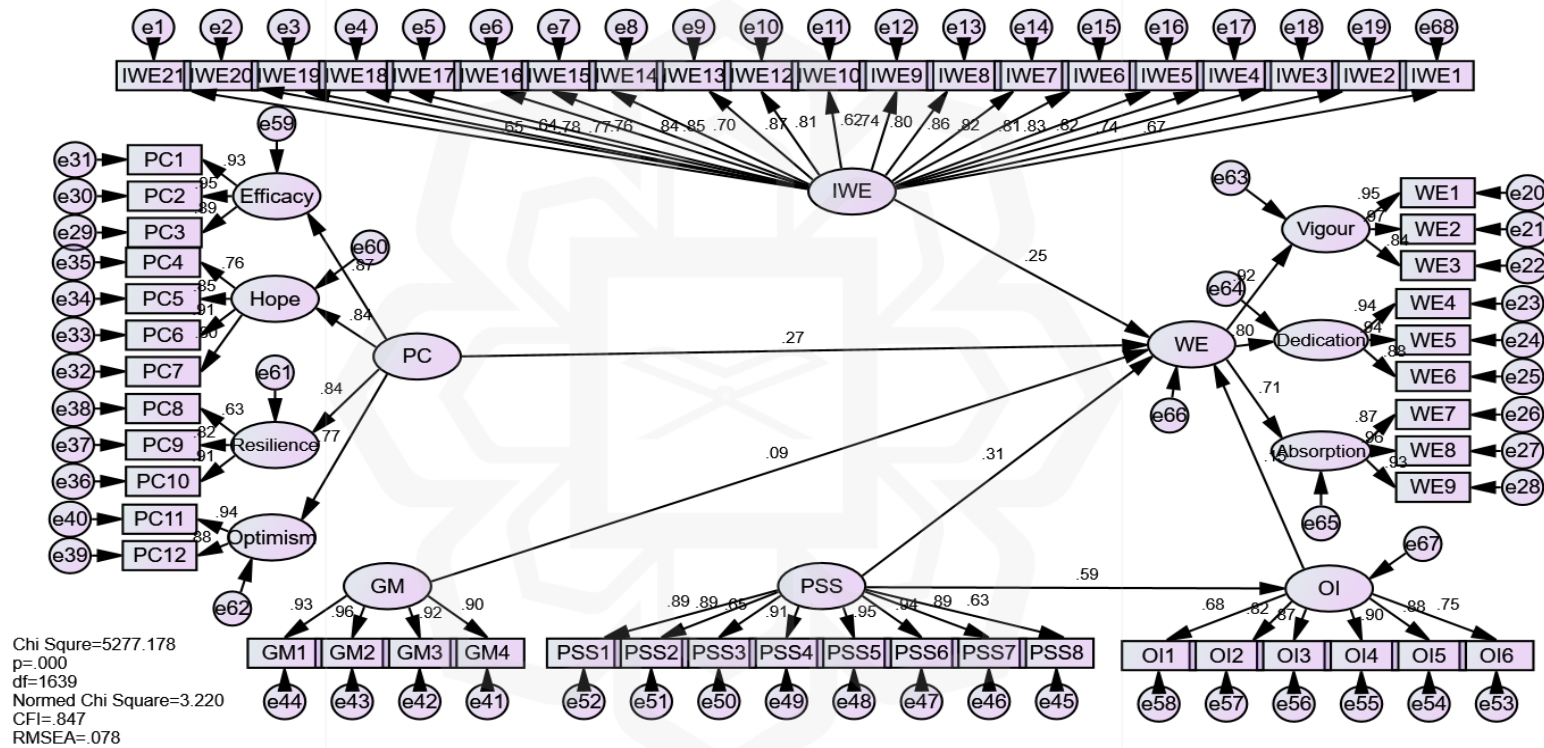 e1 e2 e3 e4 e5 e6 e7 e8 e9 e10 e11 e12 e13 e14 e15 e16 e17 e18 e19 e68
IWE21 IWE20 IWE19 IWE18 IWE17 IWE16 IWE15 IWE14 IWE13 IWE12 IWE10 IWE9 IWE8 IWE7 IWE6 IWE5 IWE4 IWE3 IWE2 IWE1
.65 .64 .78 .77 .76 .84 .85 .70 .87 .81 .62 .74 .80 .86 .82 .81 .83 .82 .74 .67
IWE
.25
e59
e31 PC1 .93
e30 PC2 .95 Efficacy
e29 PC3 .89
e60
.87
e35 PC4 .76
e34 PC5 .85 Hope
e33 PC6 .91
e32 PC7 .80
.84
PC
.27
e61
.84
e38 PC8 .63
e37 PC9 .82 Resilience .77
e36 PC10 .91
e40 PC11 .94
Optimism
e39 PC12 .88
e62
e63
.95 WE1 e20
Vigour .97 WE2 e21
.84 WE3 e22
e64 .92
.94 WE4 e23
WE .80 Dedication .94 WE5 e24
.88 WE6 e25
e66
.71
.87 WE7 e26
Absorption .96 WE8 e27
.93 WE9 e28
e65
.09
.31
GM
.93 .96 .92 .90
GM1 GM2 GM3 GM4
e44 e43 e42 e41
PSS
.59
.89 .89 .65 .91 .95 .94 .89 .63
PSS1 PSS2 PSS3 PSS4 PSS5 PSS6 PSS7 PSS8
e52 e51 e50 e49 e48 e47 e46 e45
e67
OI
.68 .82 .87 .90 .88 .75
OI1 OI2 OI3 OI4 OI5 OI6
e58 e57 e56 e55 e54 e53
Chi Squre=5277.178
p=.000
df=1639
Normed Chi Square=3.220
CFI=.847
RMSEA=.078